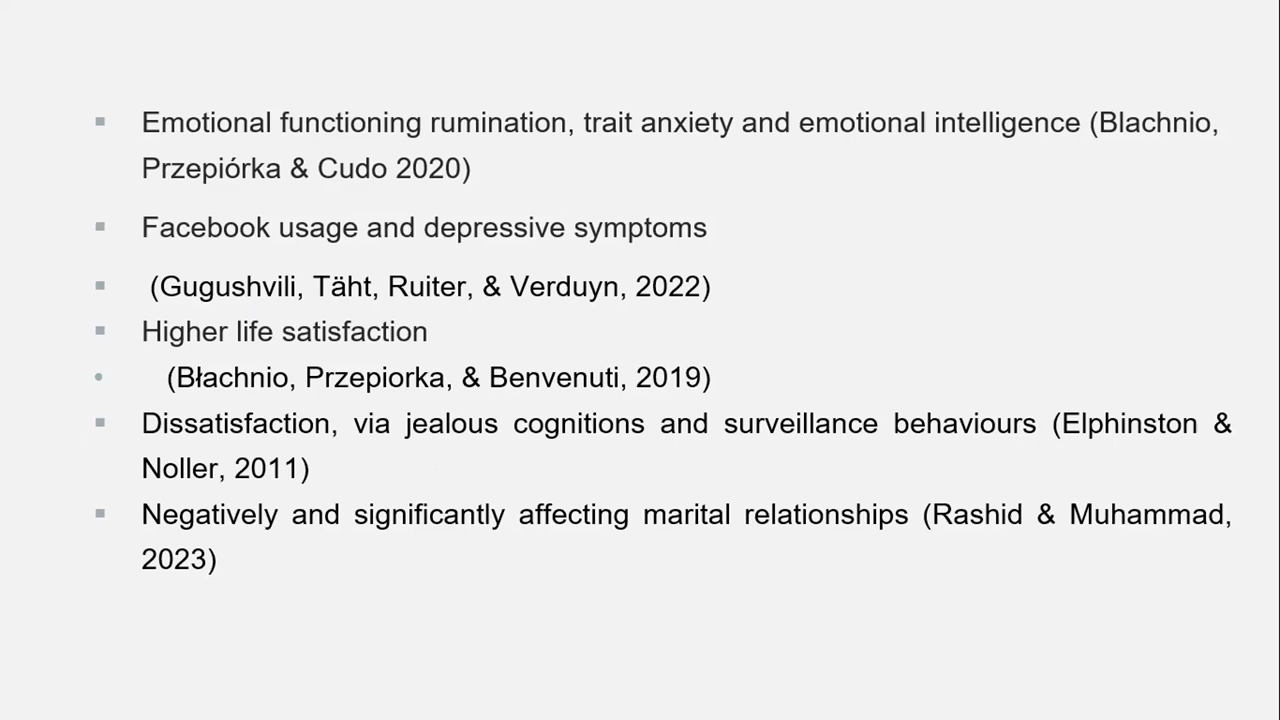 Emotional functioning rumination, trait anxiety and emotional intelligence (Blachnio,
Przepiórka & Cudo 2020)
Facebook usage and depressive symptoms
(Gugushvili, Täht, Ruiter, & Verduyn, 2022)
Higher life satisfaction
(Błachnio, Przepiorka, & Benvenuti, 2019)
Dissatisfaction, via jealous cognitions and surveillance behaviours (Elphinston &
Noller, 2011)
Negatively and significantly affecting marital relationships (Rashid & Muhammad,
2023)